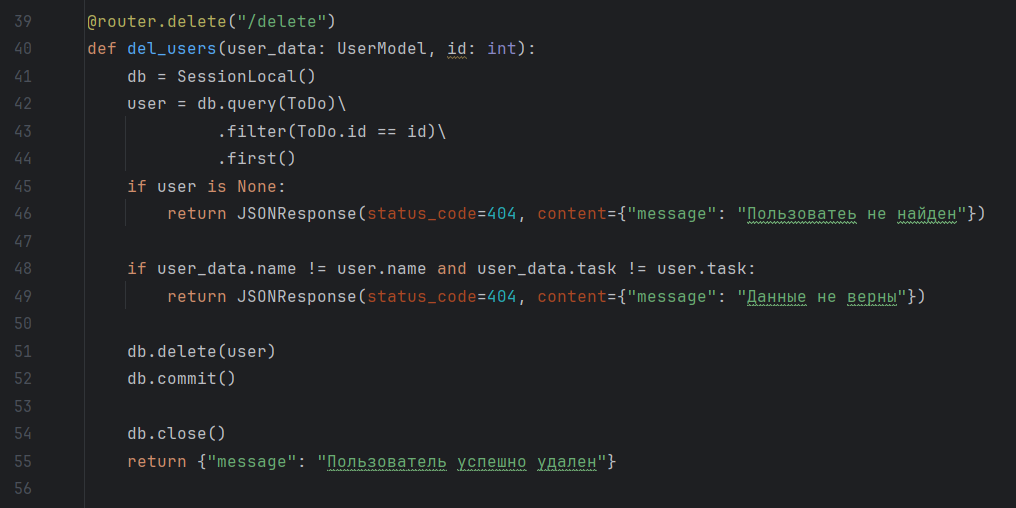 39 @router.delete("/delete")
40 def del_users(user_data: UserModel, id: int):
41     db = SessionLocal()
42     user = db.query(ToDo)\
43              .filter(ToDo.id == id)\
44              .first()
45     if user is None:
46         return JSONResponse(status_code=404, content={"message": "Пользоватеь не найден"})
47
48     if user_data.name != user.name and user_data.task != user.task:
49         return JSONResponse(status_code=404, content={"message": "Данные не верны"})
50
51     db.delete(user)
52     db.commit()
53
54     db.close()
55     return {"message": "Пользователь успешно удален"}
56